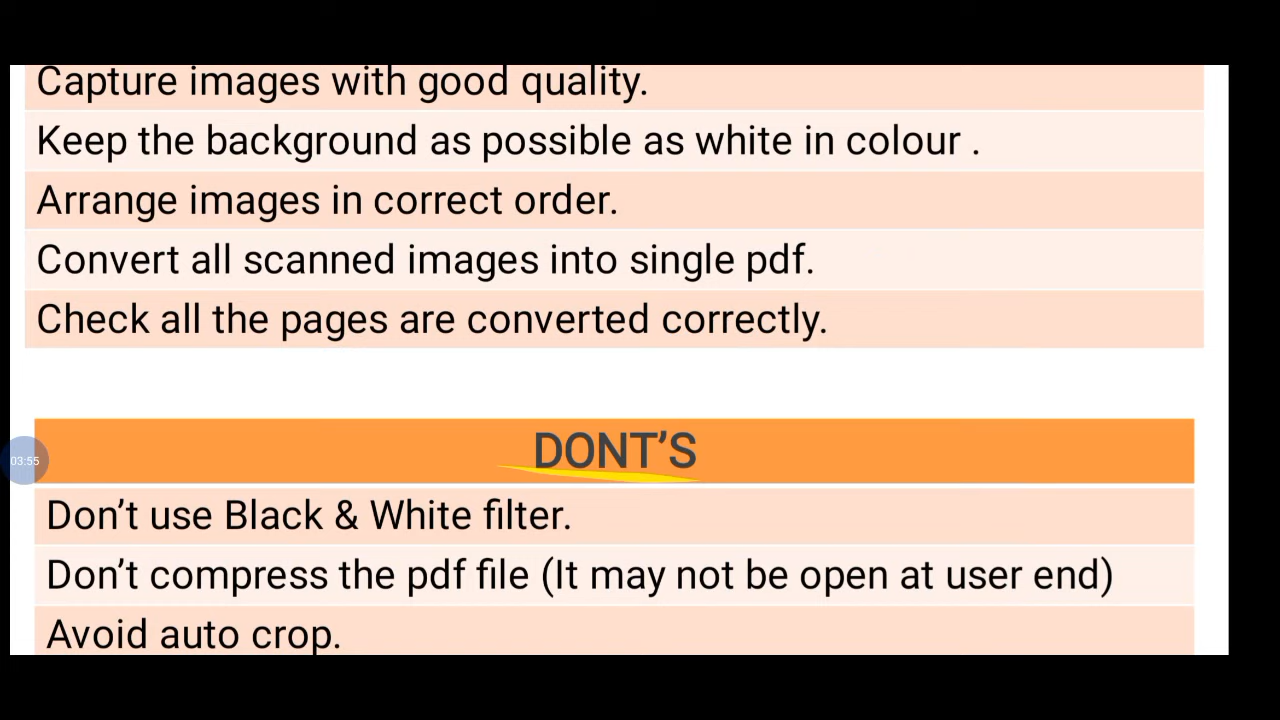 Capture images with good quality.
Keep the background as possible as white in colour .
Arrange images in correct order.
Convert all scanned images into single pdf.
Check all the pages are converted correctly.
DONT’S
03:55
Don’t use Black & White filter.
Don’t compress the pdf file (It may not be open at user end)
Avoid auto crop.